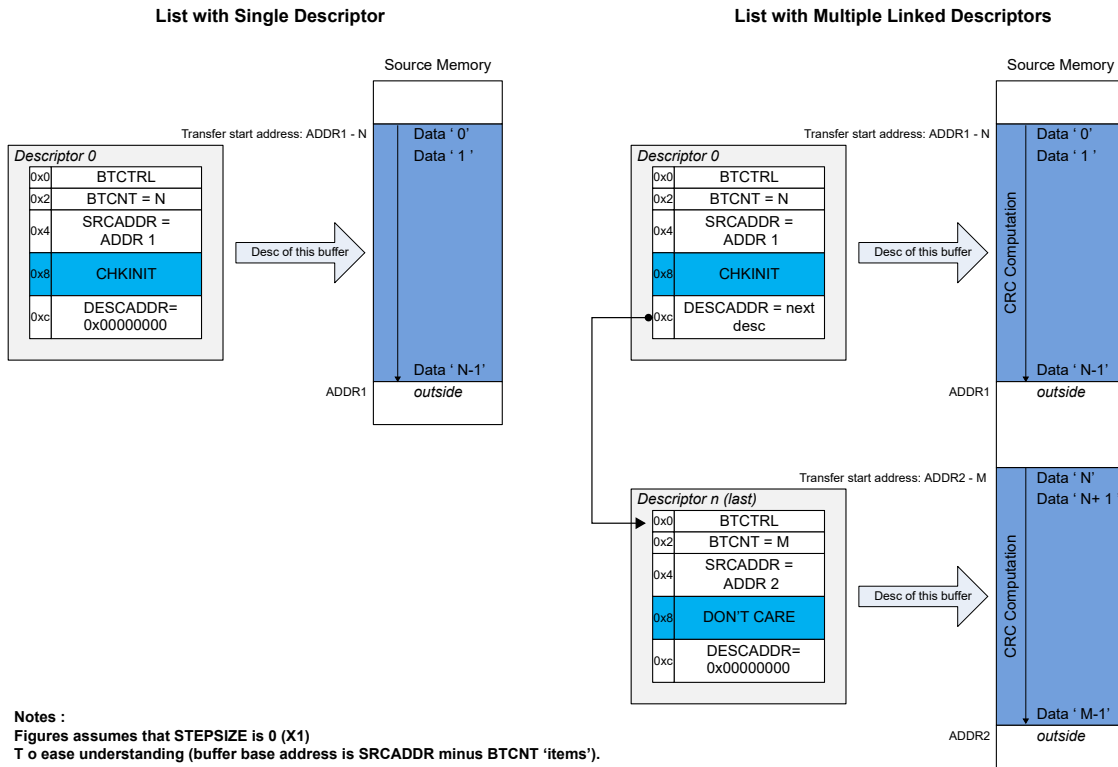 List with Single Descriptor
Source Memory
Transfer start address: ADDR1 - N
Data ‘ 0’
Data ‘ 1 ’
Descriptor 0
0x0 BTCTRL
0x2 BTCNT = N
0x4 SRCADDR =
ADDR 1
0x8 CHKINIT
0xc DESCADDR=
0x00000000
Desc of this buffer
Data ‘ N-1’
ADDR1
outside
List with Multiple Linked Descriptors
Source Memory
Transfer start address: ADDR1 - N
Data ‘ 0’
Data ‘ 1 ’
Descriptor 0
0x0 BTCTRL
0x2 BTCNT = N
0x4 SRCADDR =
ADDR 1
0x8 CHKINIT
0xc DESCADDR = next
desc
Desc of this buffer
CRC Computation
Data ‘ N-1’
ADDR1
outside
Transfer start address: ADDR2 - M
Data ‘ N’
Data ‘ N+ 1
Descriptor n (last)
0x0 BTCTRL
0x2 BTCNT = M
0x4 SRCADDR =
ADDR 2
0x8 DON’T CARE
0xc DESCADDR=
0x00000000
Desc of this buffer
CRC Computation
Data ‘ M-1’
ADDR2
outside
Notes :
Figures assumes that STEPSIZE is 0 (X1)
T o ease understanding (buffer base address is SRCADDR minus BTCNT ‘items’).